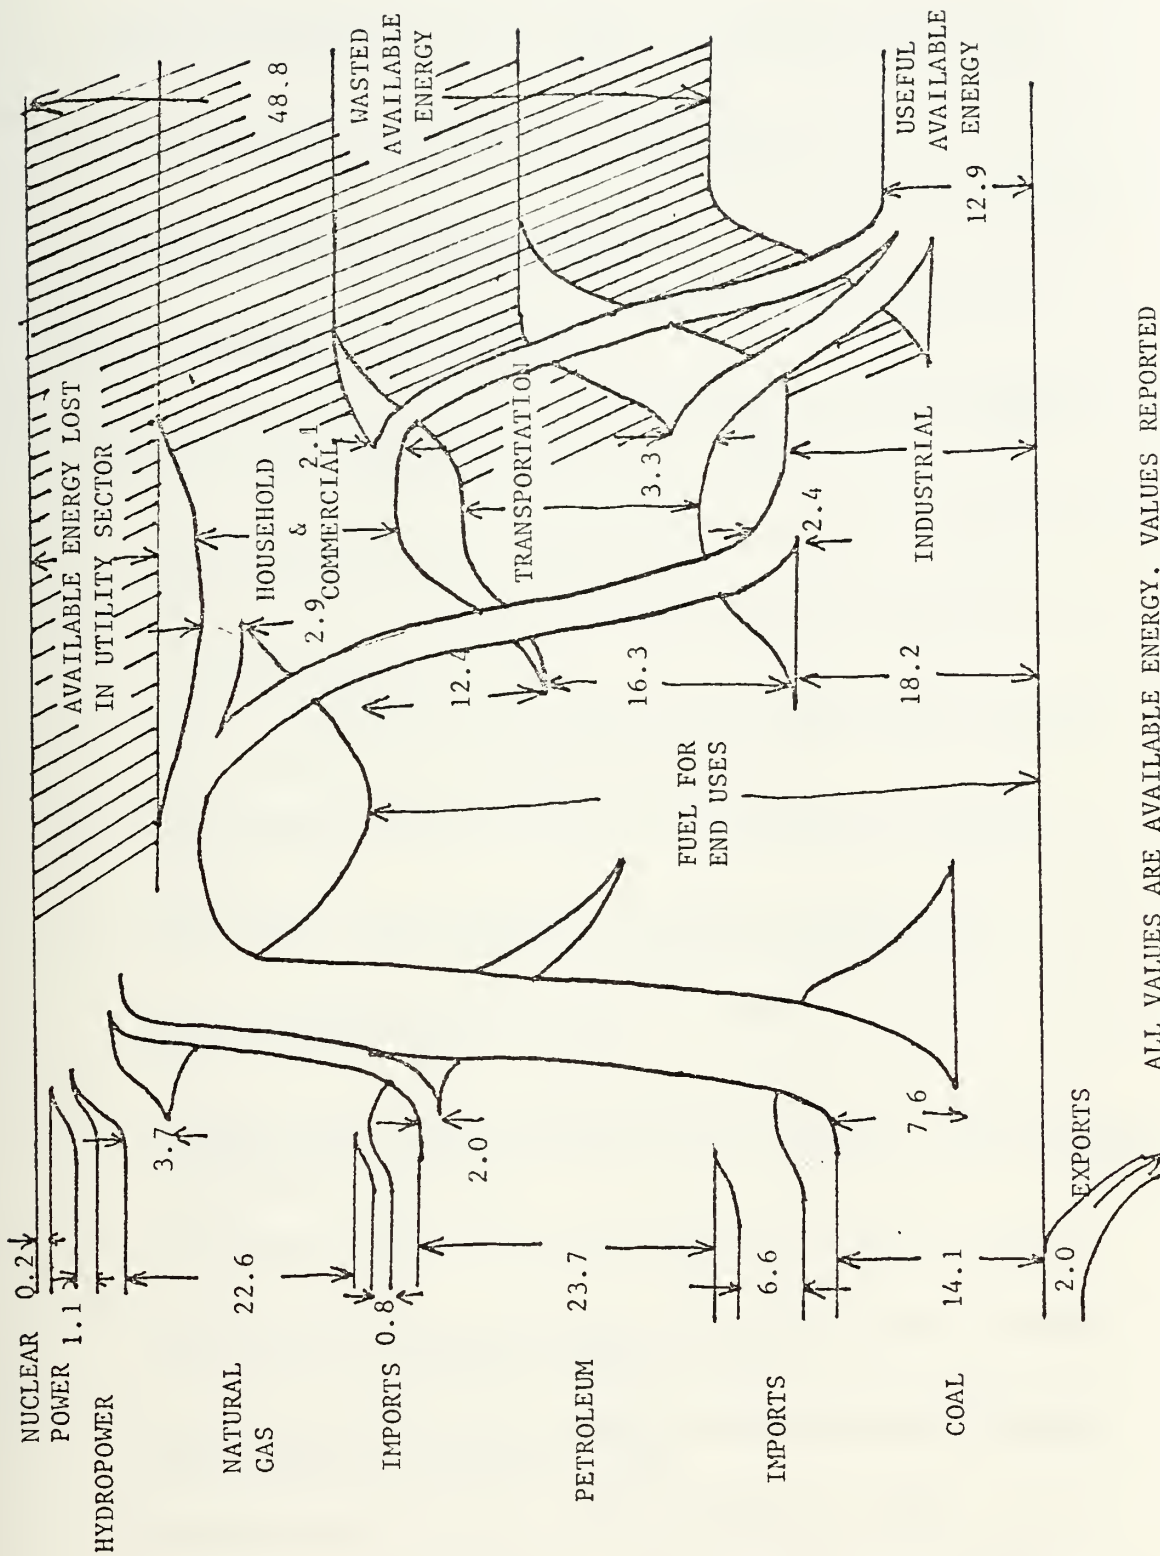 NUCLEAR 0.2
POWER 1.1
HYDROPOWER
NATURAL
GAS
22.6
IMPORTS 0.8
PETROLEUM
23.7
IMPORTS
6.6
COAL
14.1
2.0
EXPORTS
3.7
2.0
7.6
FUEL FOR
END USES
12.4
16.3
18.2
AVAILABLE ENERGY LOST
IN UTILITY SECTOR
2.9
HOUSEHOLD
&
COMMERCIAL
2.1
TRANSPORTATION
3.3
2.4
INDUSTRIAL
48.8
WASTED
AVAILABLE
ENERGY
USEFUL
AVAILABLE
ENERGY
12.9
ALL VALUES ARE AVAILABLE ENERGY. VALUES REPORTED